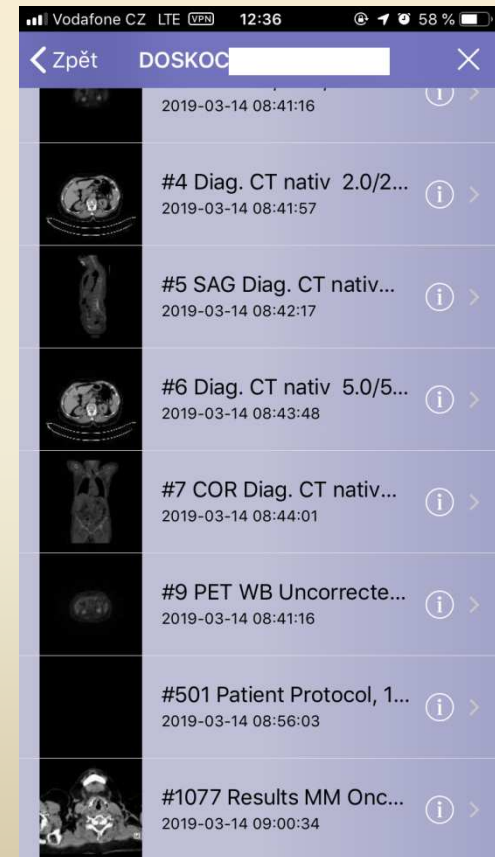 Vodafone CZ LTE VPN 12:36 58 %
Zpět DOSKOC
2019-03-14 08:41:16
#4 Diag. CT nativ 2.0/2...
2019-03-14 08:41:57
#5 SAG Diag. CT nativ...
2019-03-14 08:42:17
#6 Diag. CT nativ 5.0/5...
2019-03-14 08:43:48
#7 COR Diag. CT nativ...
2019-03-14 08:44:01
#9 PET WB Uncorrecte...
2019-03-14 08:41:16
#501 Patient Protocol, 1...
2019-03-14 08:56:03
#1077 Results MM Onc...
2019-03-14 09:00:34